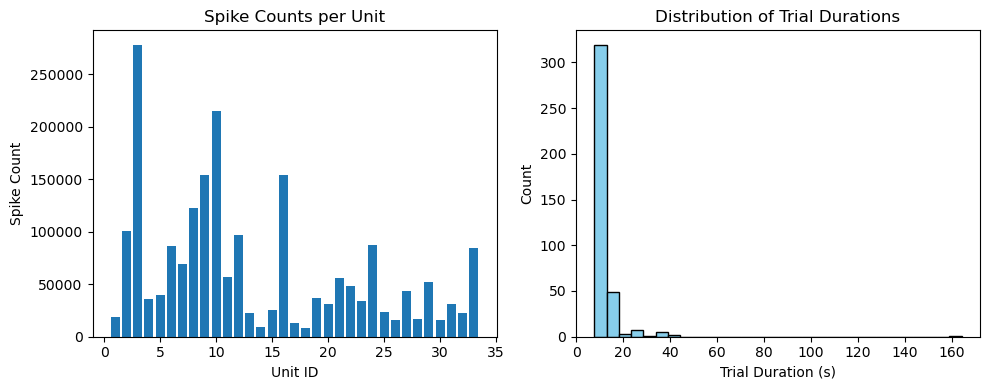 Spike Counts per Unit
Spike Count
250000
200000
150000
100000
50000
0
0 5 10 15 20 25 30 35
Unit ID
Distribution of Trial Durations
Count
300
250
200
150
100
50
0
0 20 40 60 80 100 120 140 160
Trial Duration (s)